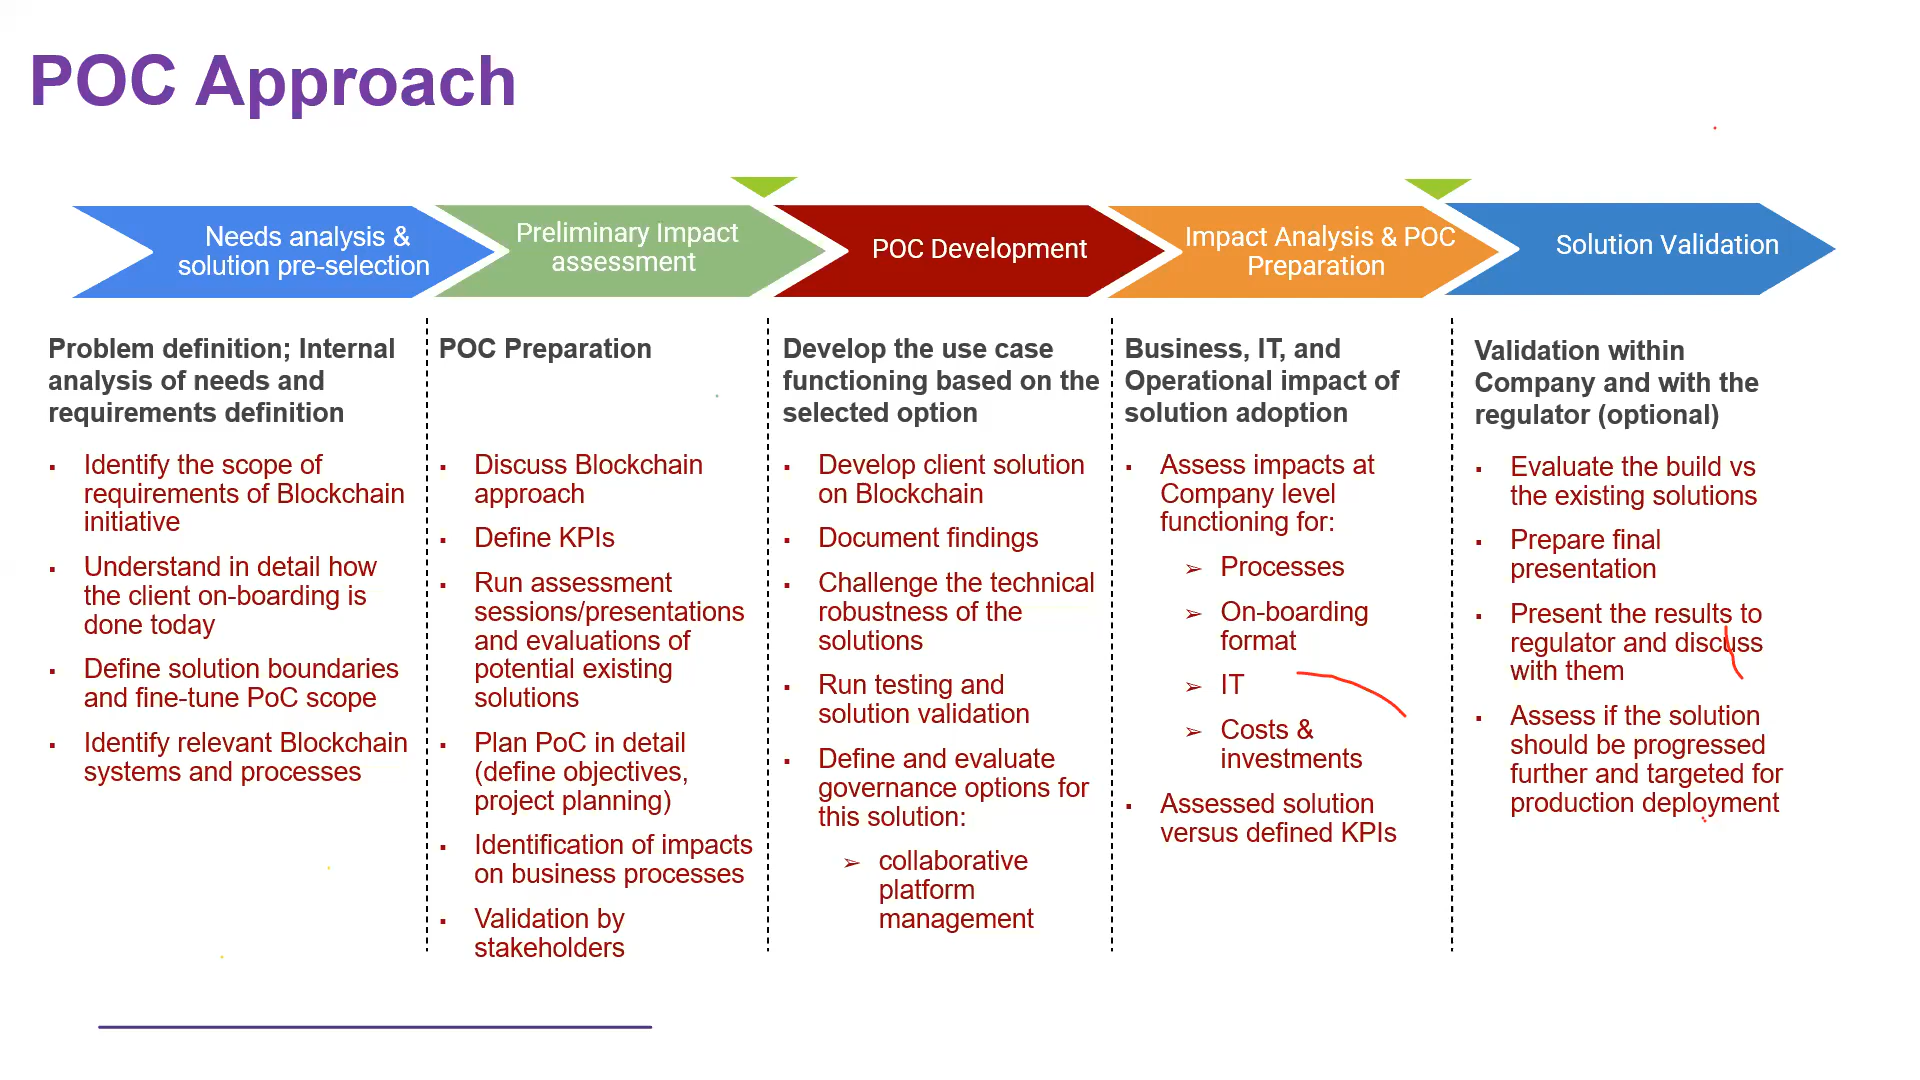 POC Approach
Needs analysis &
solution pre-selection
Preliminary Impact
assessment
POC Development
Impact Analysis & POC
Preparation
Solution Validation
Problem definition; Internal
analysis of needs and
requirements definition
▪ Identify the scope of
requirements of Blockchain
initiative
▪ Understand in detail how
the client on-boarding is
done today
▪ Define solution boundaries
and fine-tune PoC scope
▪ Identify relevant Blockchain
systems and processes
POC Preparation
▪ Discuss Blockchain
approach
▪ Define KPIs
▪ Run assessment
sessions/presentations
and evaluations of
potential existing
solutions
▪ Plan PoC in detail
(define objectives,
project planning)
▪ Identification of impacts
on business processes
▪ Validation by
stakeholders
Develop the use case
functioning based on the
selected option
▪ Develop client solution
on Blockchain
▪ Document findings
▪ Challenge the technical
robustness of the
solutions
▪ Run testing and
solution validation
▪ Define and evaluate
governance options for
this solution:
➢ collaborative
platform
management
Business, IT, and
Operational impact of
solution adoption
▪ Assess impacts at
Company level
functioning for:
➢ Processes
➢ On-boarding
format
➢ IT
➢ Costs &
investments
▪ Assessed solution
versus defined KPIs
Validation within
Company and with the
regulator (optional)
▪ Evaluate the build vs
the existing solutions
▪ Prepare final
presentation
▪ Present the results to
regulator and discuss
with them
▪ Assess if the solution
should be progressed
further and targeted for
production deployment